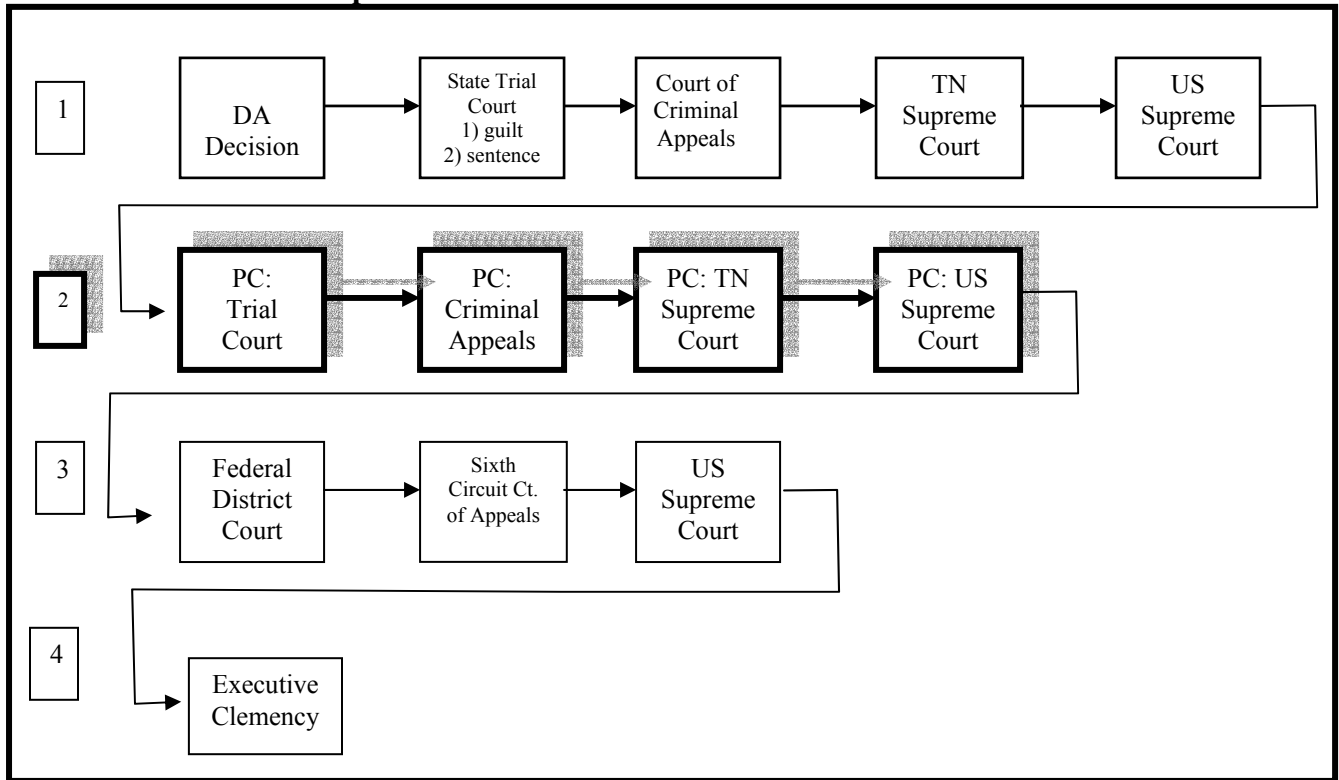 1
DA
Decision
State Trial
Court
1) guilt
2) sentence
Court of
Criminal
Appeals
TN
Supreme
Court
US
Supreme
Court
2
PC:
Trial
Court
PC:
Criminal
Appeals
PC: TN
Supreme
Court
PC: US
Supreme
Court
3
Federal
District
Court
Sixth
Circuit Ct.
of Appeals
US
Supreme
Court
4
Executive
Clemency